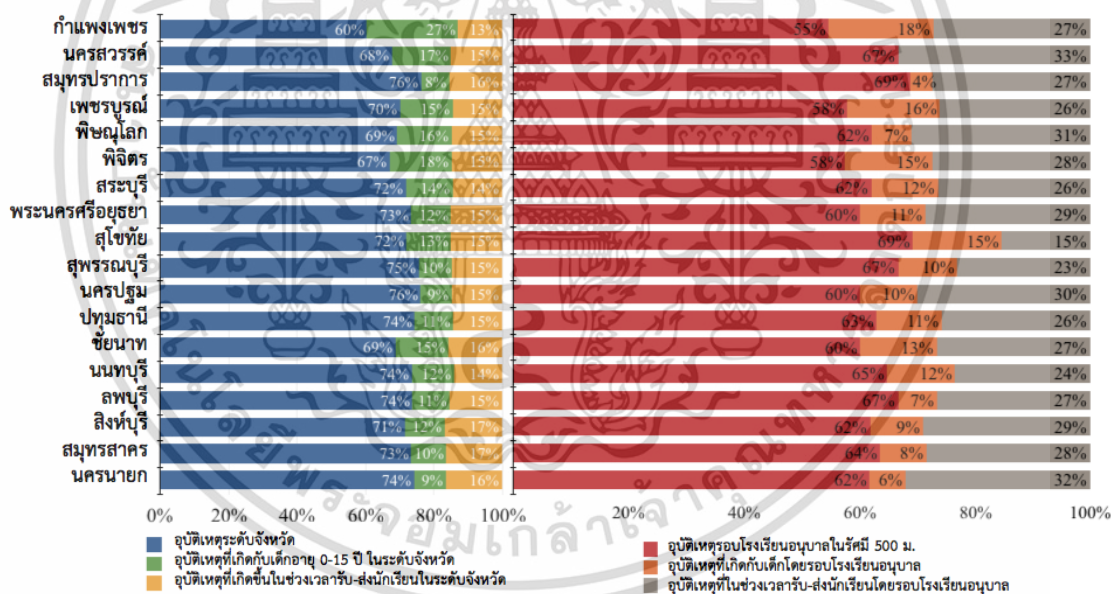 กำแพงเพชร 60% 27% 13% 55% 18% 27%
นครสวรรค์ 68% 17% 15% 67% 33%
สมุทรปราการ 76% 8% 16% 69% 4% 27%
เพชรบูรณ์ 70% 15% 15% 58% 16% 26%
พิษณุโลก 69% 16% 15% 62% 7% 31%
พิจิตร 67% 18% 15% 58% 15% 28%
สระบุรี 72% 14% 14% 62% 12% 26%
พระนครศรีอยุธยา 73% 12% 15% 60% 11% 29%
สุโขทัย 72% 13% 15% 69% 15% 15%
สุพรรณบุรี 75% 10% 15% 67% 10% 23%
นครปฐม 76% 9% 15% 60% 10% 30%
ปทุมธานี 74% 11% 15% 63% 11% 26%
ชัยนาท 69% 15% 16% 60% 13% 27%
นนทบุรี 74% 12% 14% 65% 12% 24%
ลพบุรี 74% 11% 15% 67% 7% 27%
สิงห์บุรี 71% 12% 17% 62% 9% 29%
สมุทรสาคร 73% 10% 17% 64% 8% 28%
นครนายก 74% 9% 16% 62% 6% 32%
0% 20% 40% 60% 80% 100% 20% 40% 60% 80% 100%
อุบัติเหตุระดับจังหวัด
อุบัติเหตุที่เกิดกับเด็กอายุ 0-15 ปี ในระดับจังหวัด
อุบัติเหตุที่เกิดขึ้นในช่วงเวลารับ-ส่งนักเรียนในระดับจังหวัด
อุบัติเหตุรอบโรงเรียนอนุบาลในรัศมี 500 ม.
อุบัติเหตุที่เกิดกับเด็กโดยรอบโรงเรียนอนุบาล
อุบัติเหตุที่ในช่วงเวลารับ-ส่งนักเรียนโดยรอบโรงเรียนอนุบาล